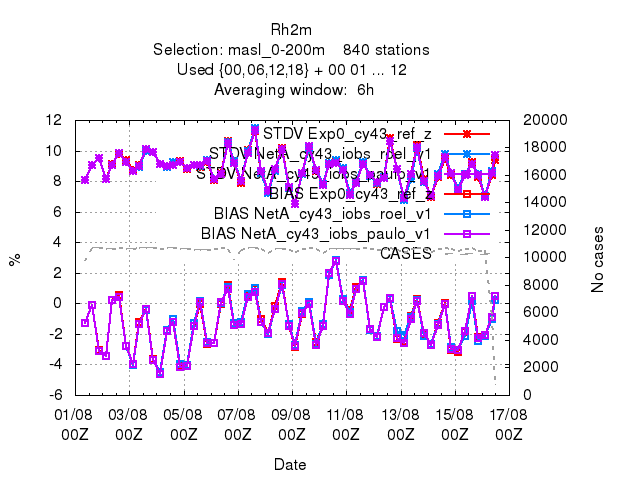 Rh2m
Selection: masl_0-200m    840 stations
Used {00,06,12,18} + 00 01 ... 12
Averaging window:  6h
12 20000
10 18000
8 16000
6 14000
4 12000
2 10000
0 8000
-2 6000
-4 4000
-6 2000
0
STDV Exp0_cy43_ref_z
STDV NetA_cy43_iobs_roel_v1
STDV NetA_cy43_iobs_paulo_v1
BIAS Exp0_cy43_ref_z
BIAS NetA_cy43_iobs_roel_v1
BIAS NetA_cy43_iobs_paulo_v1
CASES
%
No cases
01/08 03/08 05/08 07/08 09/08 11/08 13/08 15/08 17/08
00Z 00Z 00Z 00Z 00Z 00Z 00Z 00Z 00Z
Date